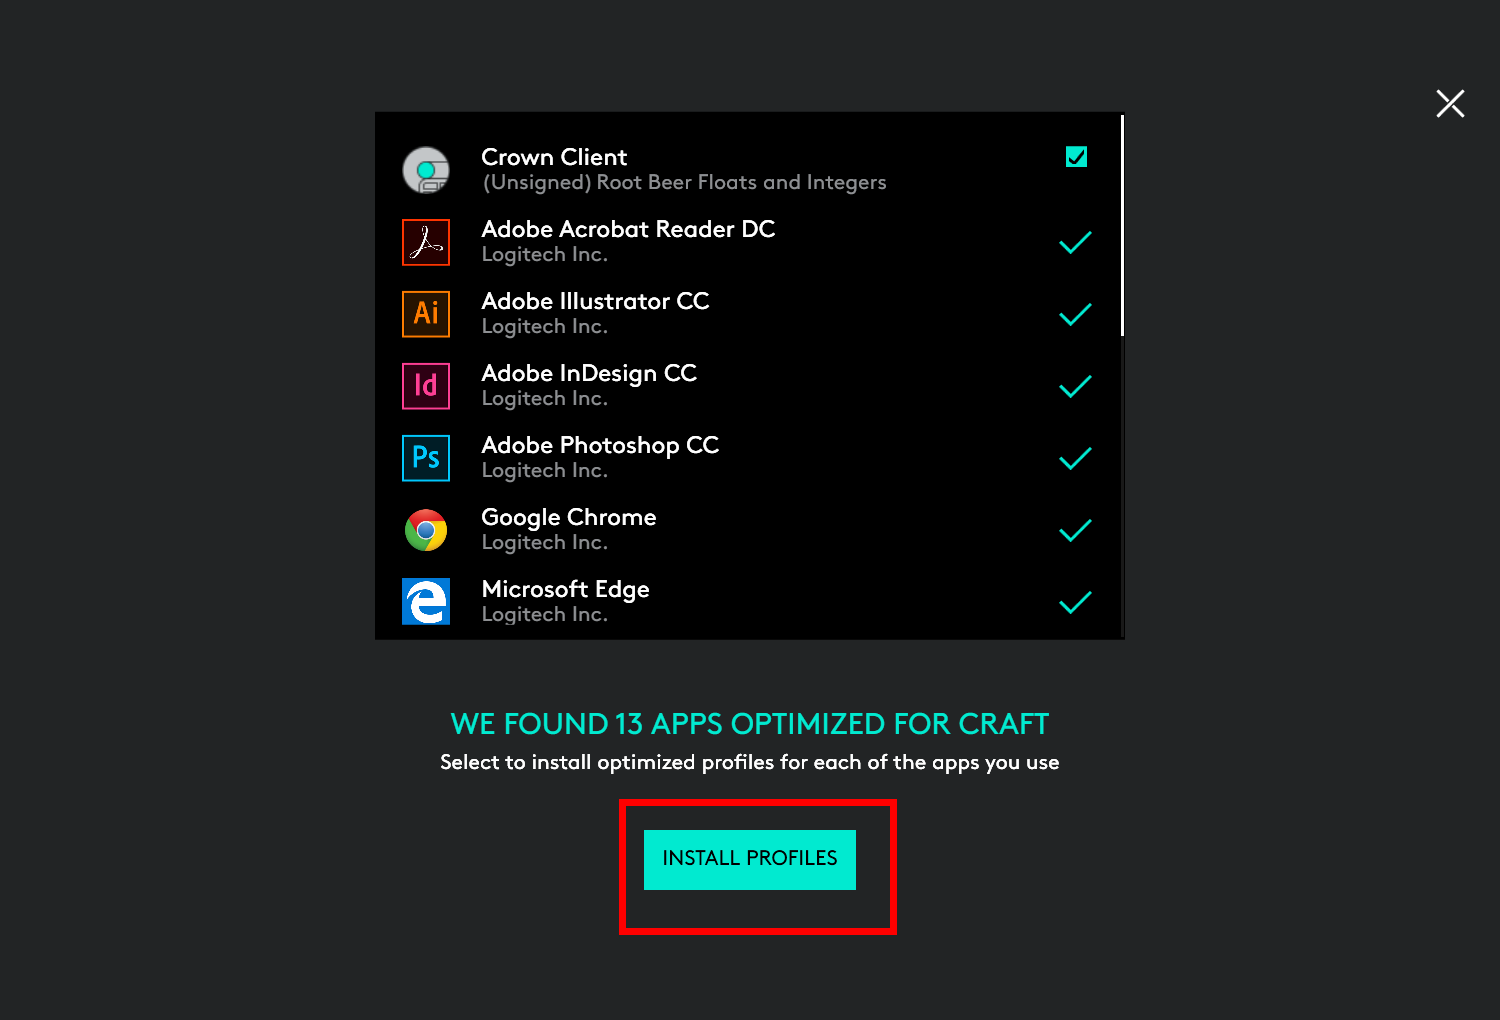 Crown Client
(Unsigned) Root Beer Floats and Integers
Adobe Acrobat Reader DC
Logitech Inc.
Ai
Adobe Illustrator CC
Logitech Inc.
Id
Adobe InDesign CC
Logitech Inc.
Ps
Adobe Photoshop CC
Logitech Inc.
Google Chrome
Logitech Inc.
Microsoft Edge
Logitech Inc.
WE FOUND 13 APPS OPTIMIZED FOR CRAFT
Select to install optimized profiles for each of the apps you use
INSTALL PROFILES